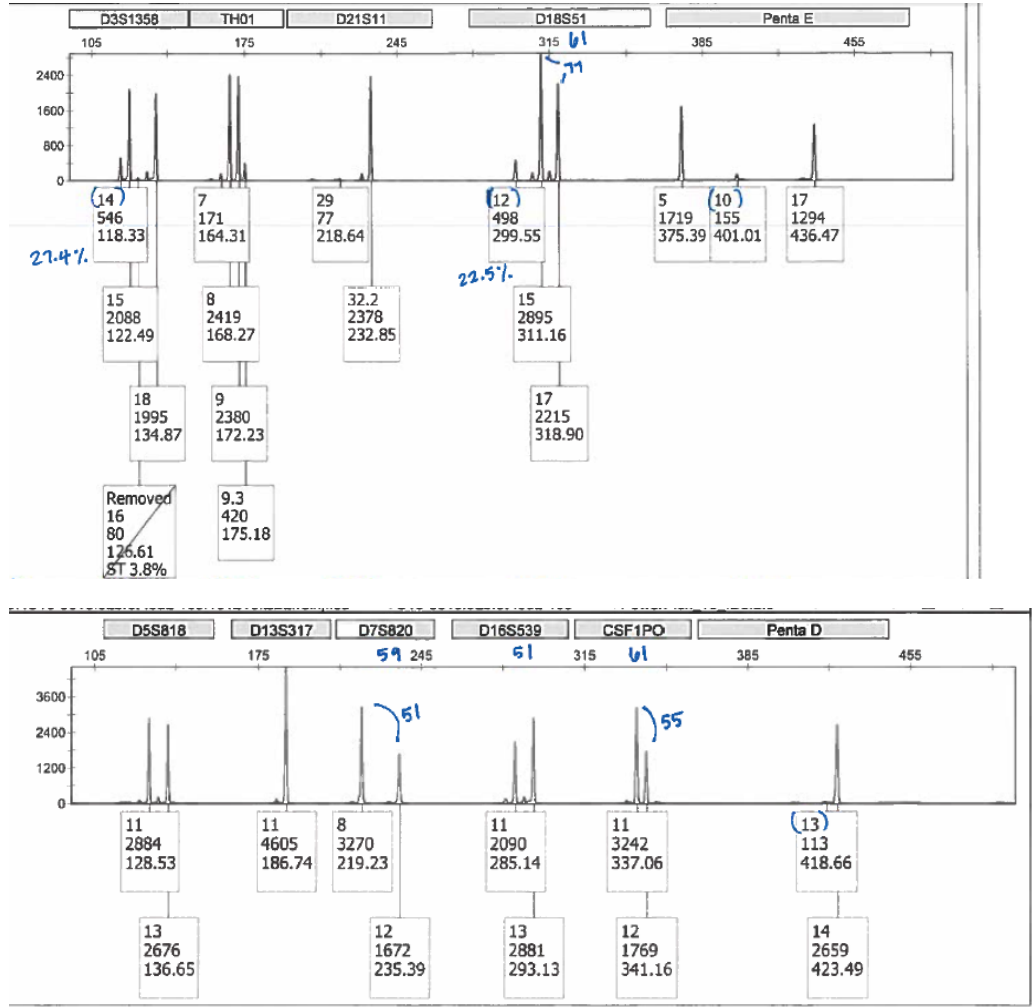 D3S1358 TH01 D21S11 D18S51 Penta E
105 175 245 315 61 385 455
77
2400
1600
800
0
(14) 7 29 (12) 5 (10) 17
546 171 77 498 1719 155 1294
118.33 164.31 218.64 299.55 375.39 401.01 436.47
27.4% 22.5%
15 8 32.2 15
2088 2419 2378 2895
122.49 168.27 232.85 311.16
18 9 17
1995 2380 2215
134.87 172.23 318.90
Removed 9.3
16 420
80 175.18
126.61
ST 3.8%
D5S818 D13S317 D7S820 D16S539 CSF1PO Penta D
105 175 59 245 51 315 61 385 455
3600
2400
1200
0
51 55
11 11 8 11 11 (13)
2884 4605 3270 2090 3242 113
128.53 186.74 219.23 285.14 337.06 418.66
13 12 13 12 14
2676 1672 2881 1769 2659
136.65 235.39 293.13 341.16 423.49